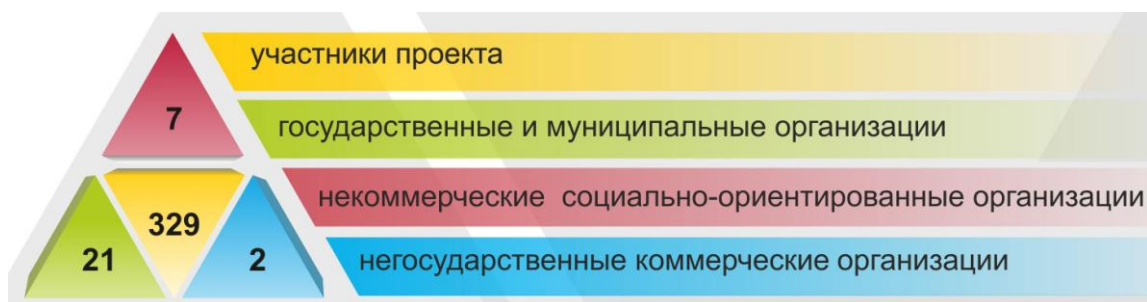 участники проекта
7
государственные и муниципальные организации
некоммерческие социально-ориентированные организации
329
21
2
негосударственные коммерческие организации